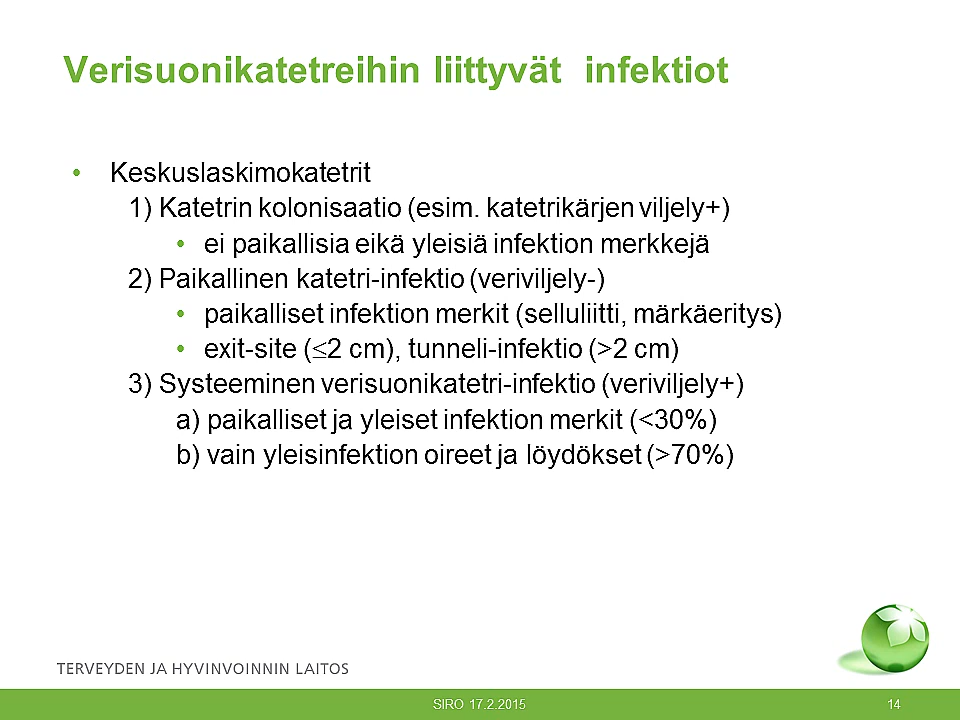 Verisuonikatetreihin liittyvät infektiot
• Keskuslaskimokatetrit
1) Katetrin kolonisaatio (esim. katetrikärjen viljely+)
• ei paikallisia eikä yleisiä infektion merkkejä
2) Paikallinen katetri-infektio (veriviljely-)
• paikalliset infektion merkit (selluliitti, märkäeritys)
• exit-site (≤2 cm), tunneli-infektio (>2 cm)
3) Systeeminen verisuonikatetri-infektio (veriviljely+)
a) paikalliset ja yleiset infektion merkit (<30%)
b) vain yleisinfektion oireet ja löydökset (>70%)
TERVEYDEN JA HYVINVOINNIN LAITOS
SIRO 17.2.2015 14